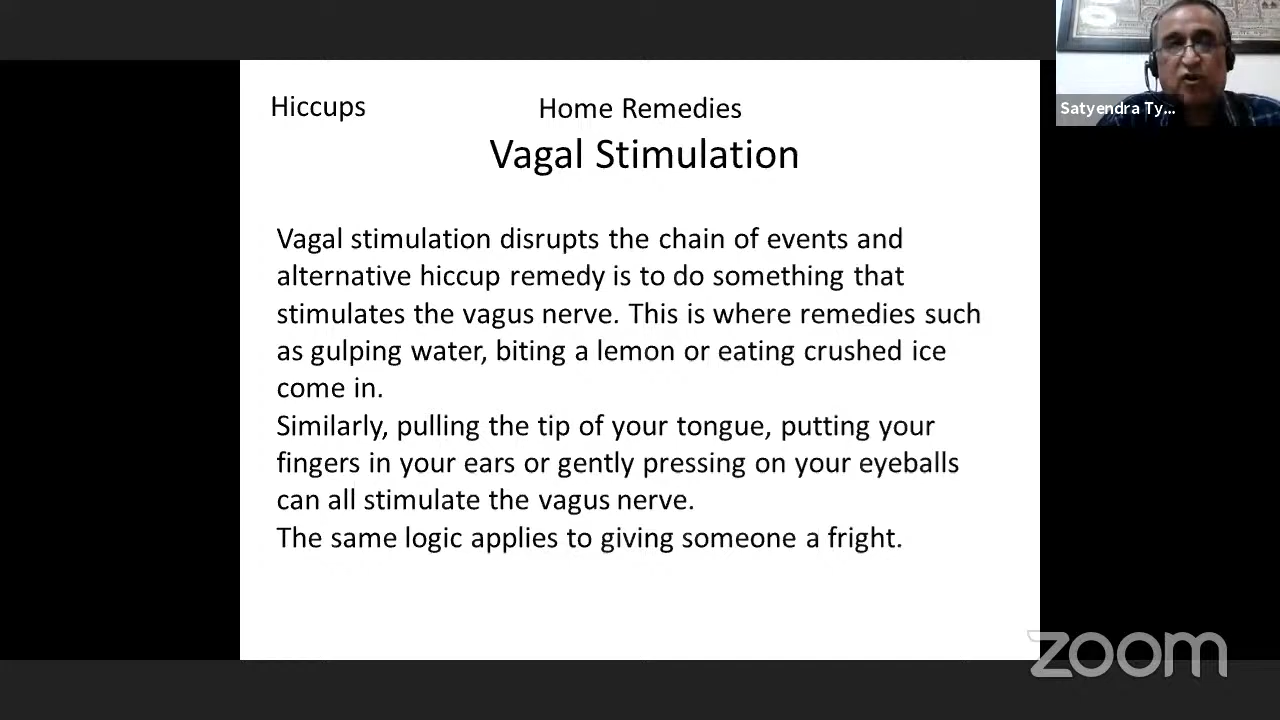 Satyendra Ty...
Hiccups
Home Remedies
Vagal Stimulation
Vagal stimulation disrupts the chain of events and
alternative hiccup remedy is to do something that
stimulates the vagus nerve. This is where remedies such
as gulping water, biting a lemon or eating crushed ice
come in.
Similarly, pulling the tip of your tongue, putting your
fingers in your ears or gently pressing on your eyeballs
can all stimulate the vagus nerve.
The same logic applies to giving someone a fright.
zoom